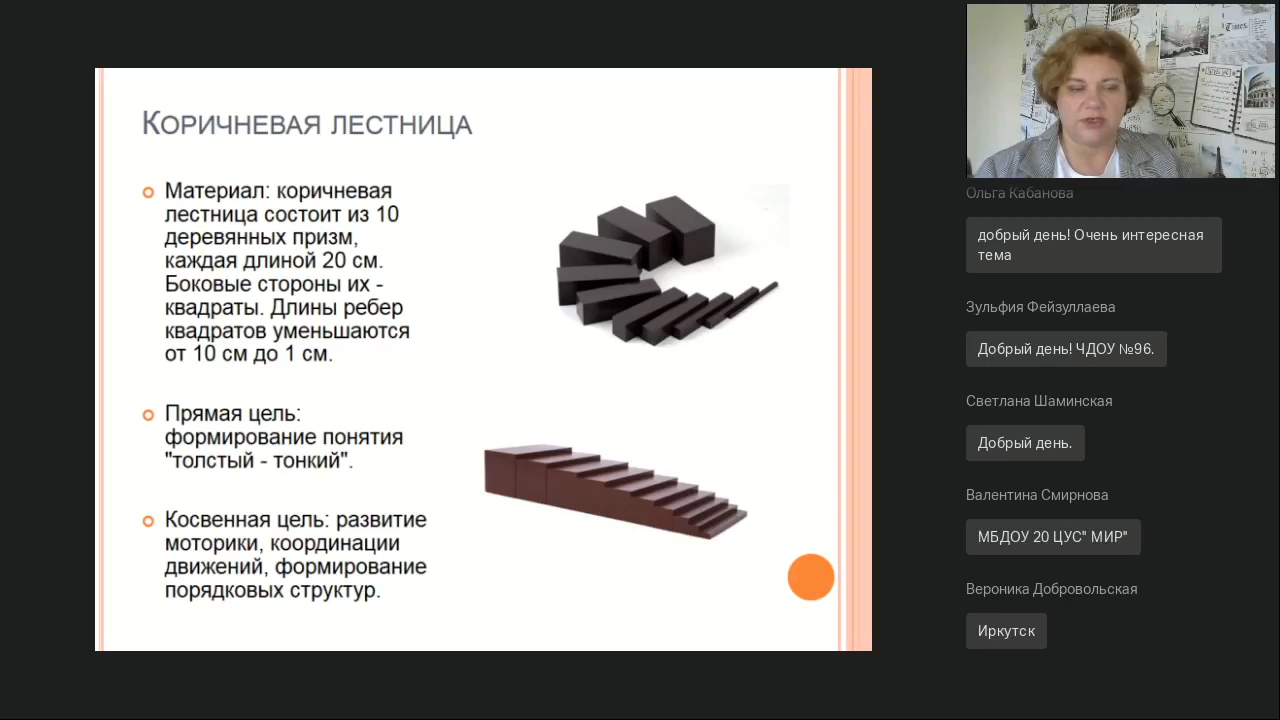 Коричневая лестница
Материал: коричневая
лестница состоит из 10
деревянных призм,
каждая длиной 20 см.
Боковые стороны их -
квадраты. Длины ребер
квадратов уменьшаются
от 10 см до 1 см.
Прямая цель:
формирование понятия
"толстый - тонкий".
Косвенная цель: развитие
моторики, координации
движений, формирование
порядковых структур.
Times
Ольга Кабанова
добрый день! Очень интересная
тема
Зульфия Фейзуллаева
Добрый день! ЧДОУ №96.
Светлана Шаминская
Добрый день.
Валентина Смирнова
МБДОУ 20 ЦУС" МИР"
Вероника Добровольская
Иркутск